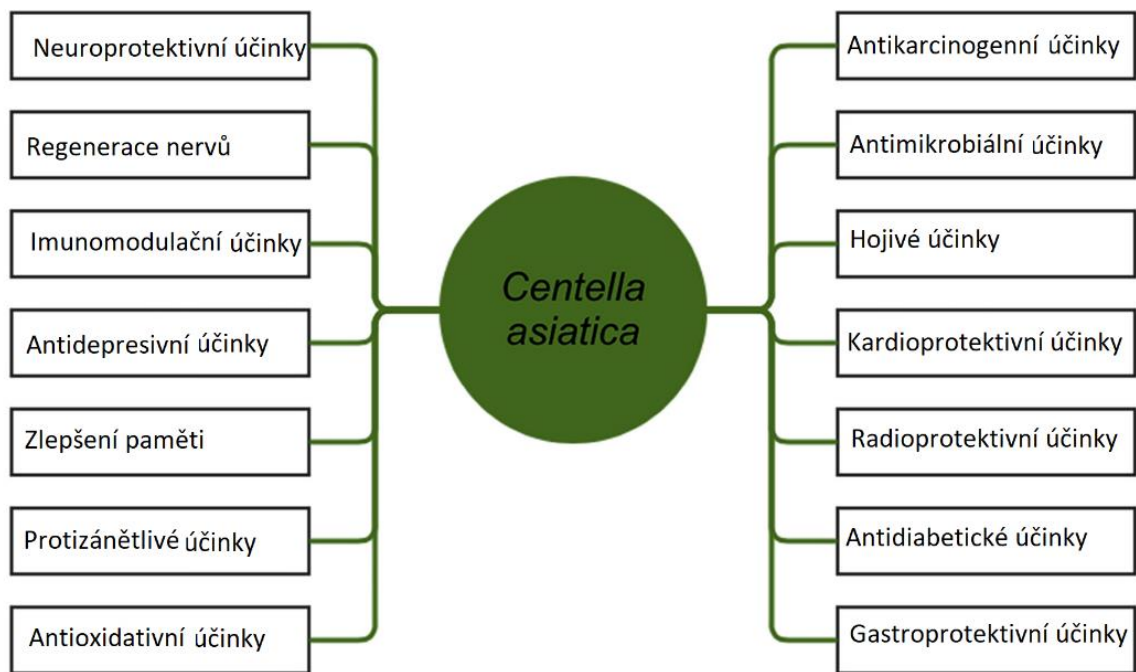 Neuroprotektivní účinky
Regenerace nervů
Imunomodulační účinky
Antidepresivní účinky
Zlepšení paměti
Protizánětlivé účinky
Antioxidativní účinky
Centella
asiatica
Antikarcinogenní účinky
Antimikrobiální účinky
Hojivé účinky
Kardioprotektivní účinky
Radioprotektivní účinky
Antidiabetické účinky
Gastroprotektivní účinky